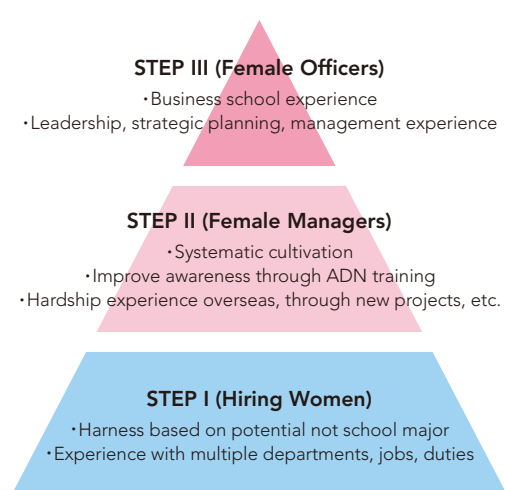 STEP III (Female Officers)
・Business school experience
・Leadership, strategic planning, management experience
STEP II (Female Managers)
・Systematic cultivation
・Improve awareness through ADN training
・Hardship experience overseas, through new projects, etc.
STEP I (Hiring Women)
・Harness based on potential not school major
・Experience with multiple departments, jobs, duties